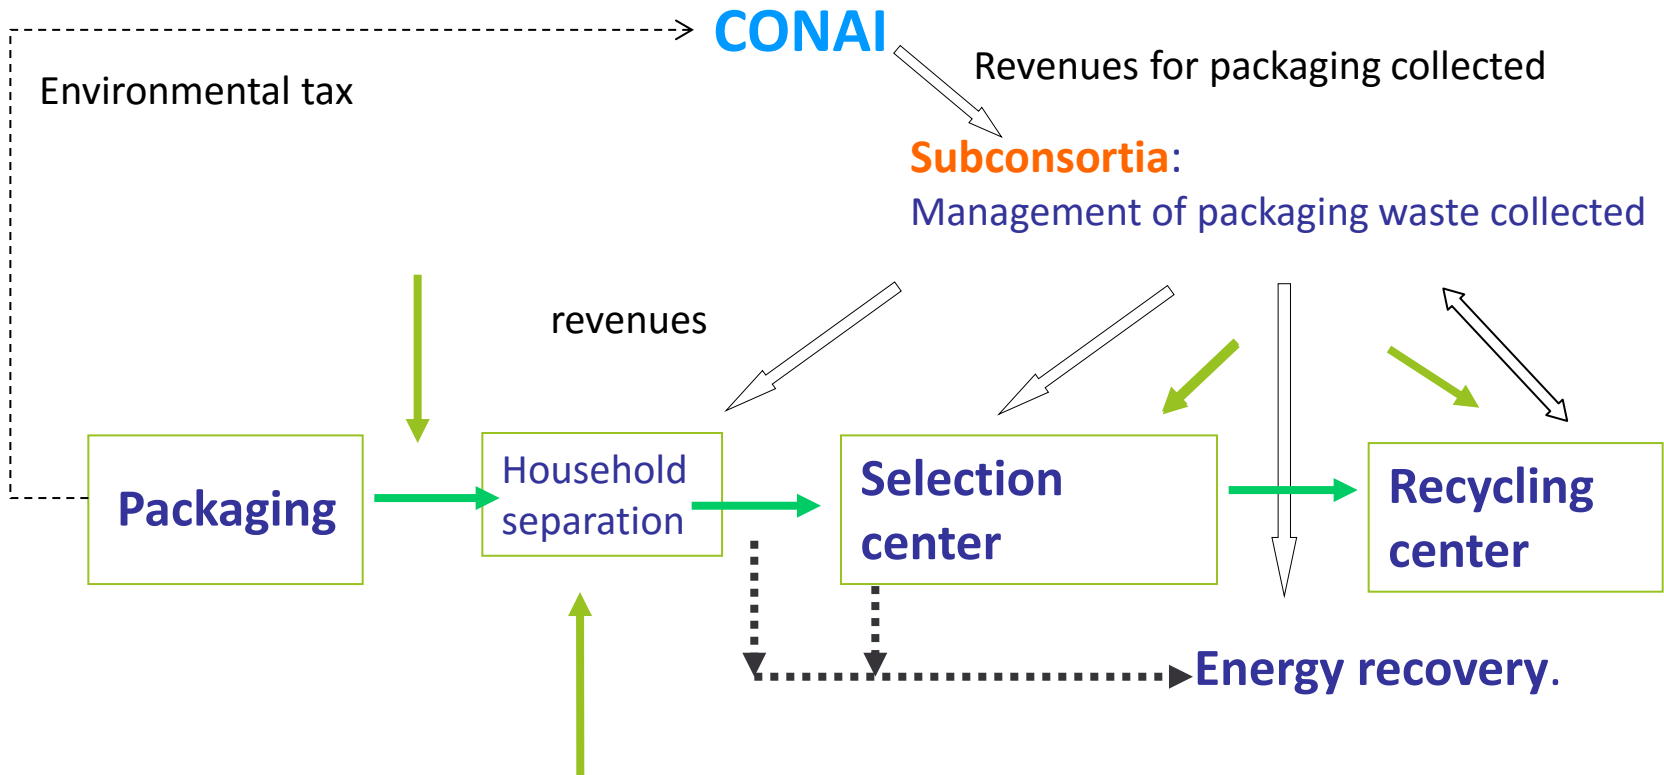 CONAI
Revenues for packaging collected
Environmental tax
Subconsortia:
Management of packaging waste collected
revenues
Packaging
Household
separation
Selection
center
Recycling
center
Energy recovery.